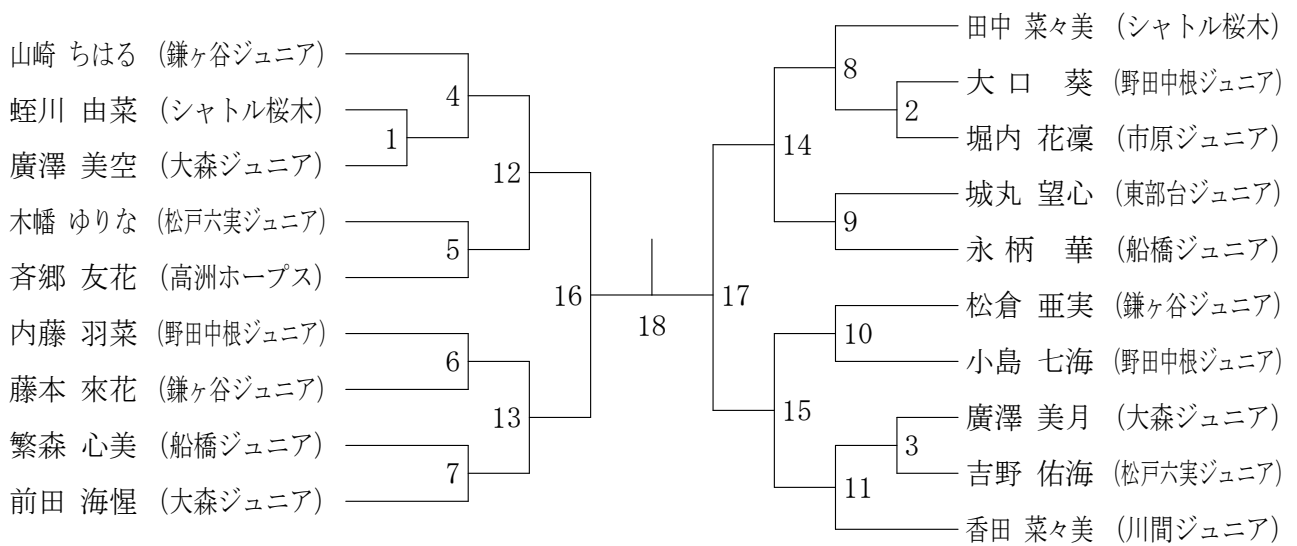 山崎 ちはる (鎌ヶ谷ジュニア)
蛭川 由菜 (シャトル桜木)
廣澤 美空 (大森ジュニア)
木幡 ゆりな (松戸六実ジュニア)
斉郷 友花 (高洲ホープス)
内藤 羽菜 (野田中根ジュニア)
藤本 來花 (鎌ヶ谷ジュニア)
繁森 心美 (船橋ジュニア)
前田 海惺 (大森ジュニア)
1
4
5
6
7
12
13
16
18
17
14
15
8
2
9
10
3
11
田中 菜々美 (シャトル桜木)
大口 葵 (野田中根ジュニア)
堀内 花凜 (市原ジュニア)
城丸 望心 (東部台ジュニア)
永柄 華 (船橋ジュニア)
松倉 亜実 (鎌ヶ谷ジュニア)
小島 七海 (野田中根ジュニア)
廣澤 美月 (大森ジュニア)
吉野 佑海 (松戸六実ジュニア)
香田 菜々美 (川間ジュニア)